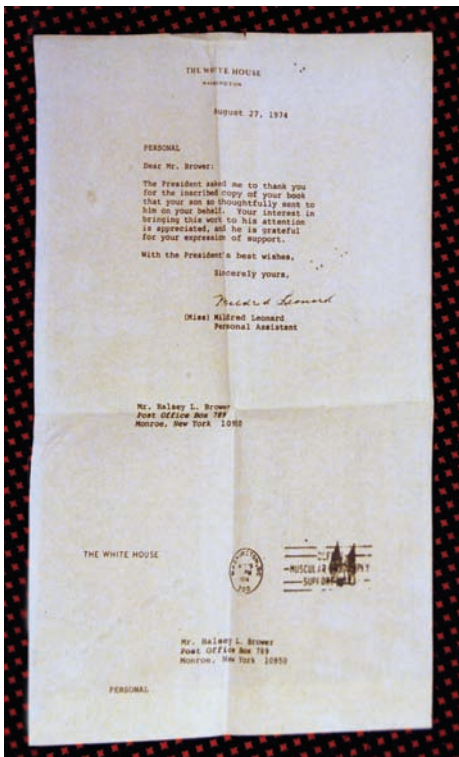 THE WHITE HOUSE
WASHINGTON
August 27, 1974
PERSONAL
Dear Mr. Brower:
The President asked me to thank you
for the inscribed copy of your book
that your son so thoughtfully sent to
him on your behalf. Your interest in
bringing this work to his attention
is appreciated, and he is grateful
for your expression of support.
With the President's best wishes,
Sincerely yours,
Mildred Leonard
(Miss) Mildred Leonard
Personal Assistant
Mr. Halsey L. Brower
Post Office Box 789
Monroe, New York 10950
THE WHITE HOUSE
WASHINGTON
MUSCULAR DYSTROPHY
SUPPORT
Mr. Halsey L. Brower
Post Office Box 789
Monroe, New York 10950
PERSONAL